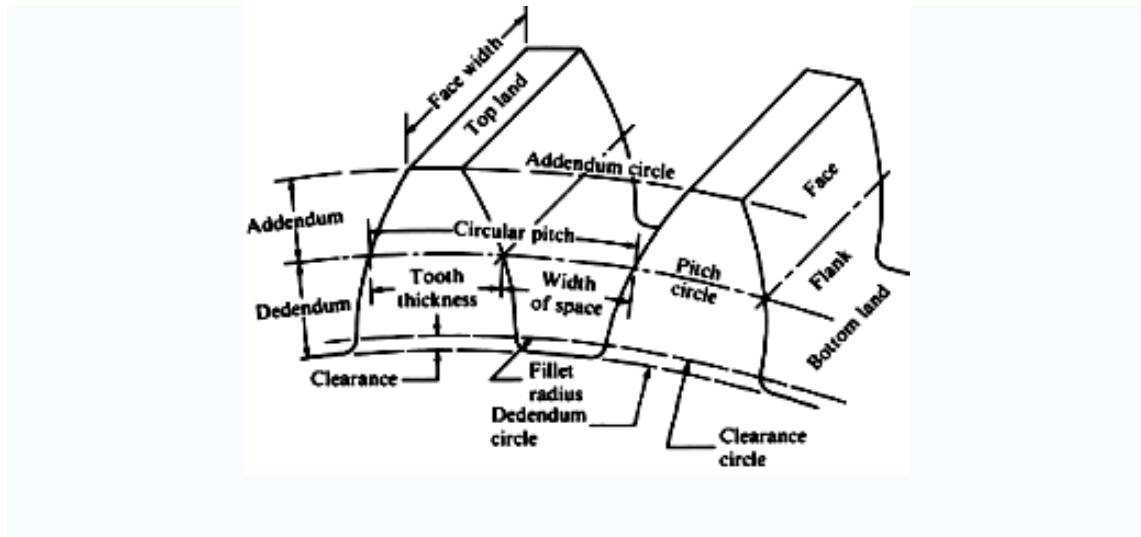 Face width
Top land
Addendum circle
Face
Addendum
Circular pitch
Pitch
circle
Flank
Tooth
thickness
Width
of space
Dedendum
Bottom land
Clearance
Fillet
radius
Dedendum
circle
Clearance
circle